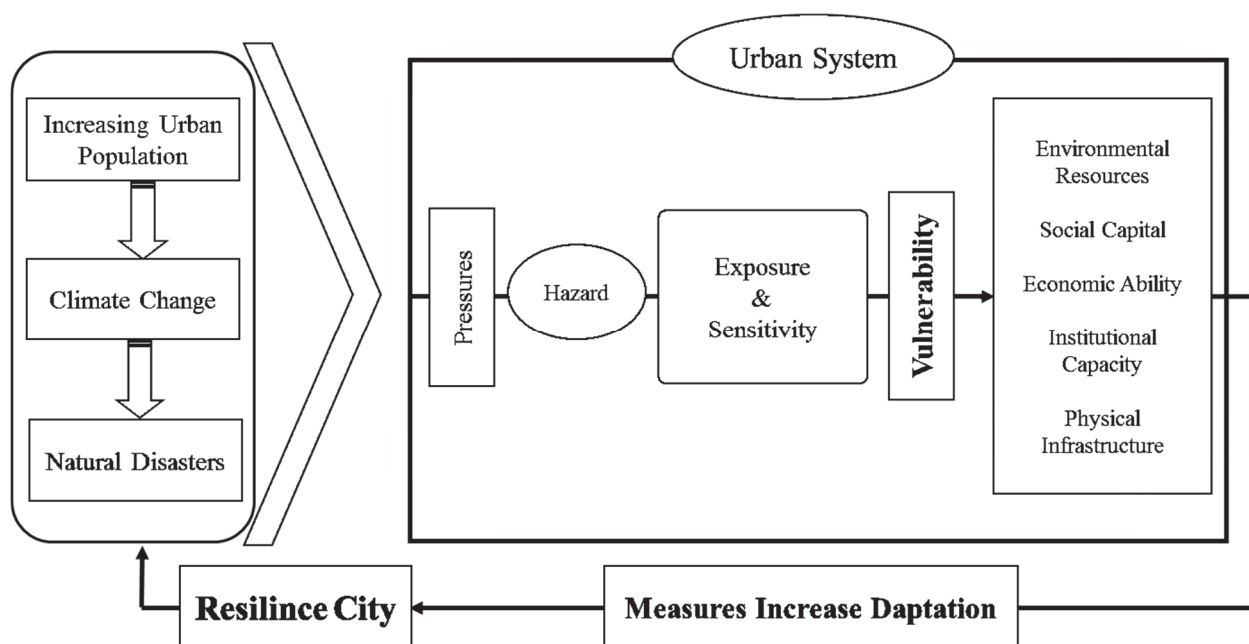 Increasing Urban
Population
Climate Change
Natural Disasters
Urban System
Pressures
Hazard
Exposure
&
Sensitivity
Vulnerability
Environmental
Resources
Social Capital
Economic Ability
Institutional
Capacity
Physical
Infrastructure
Resilince City
Measures Increase Daptation